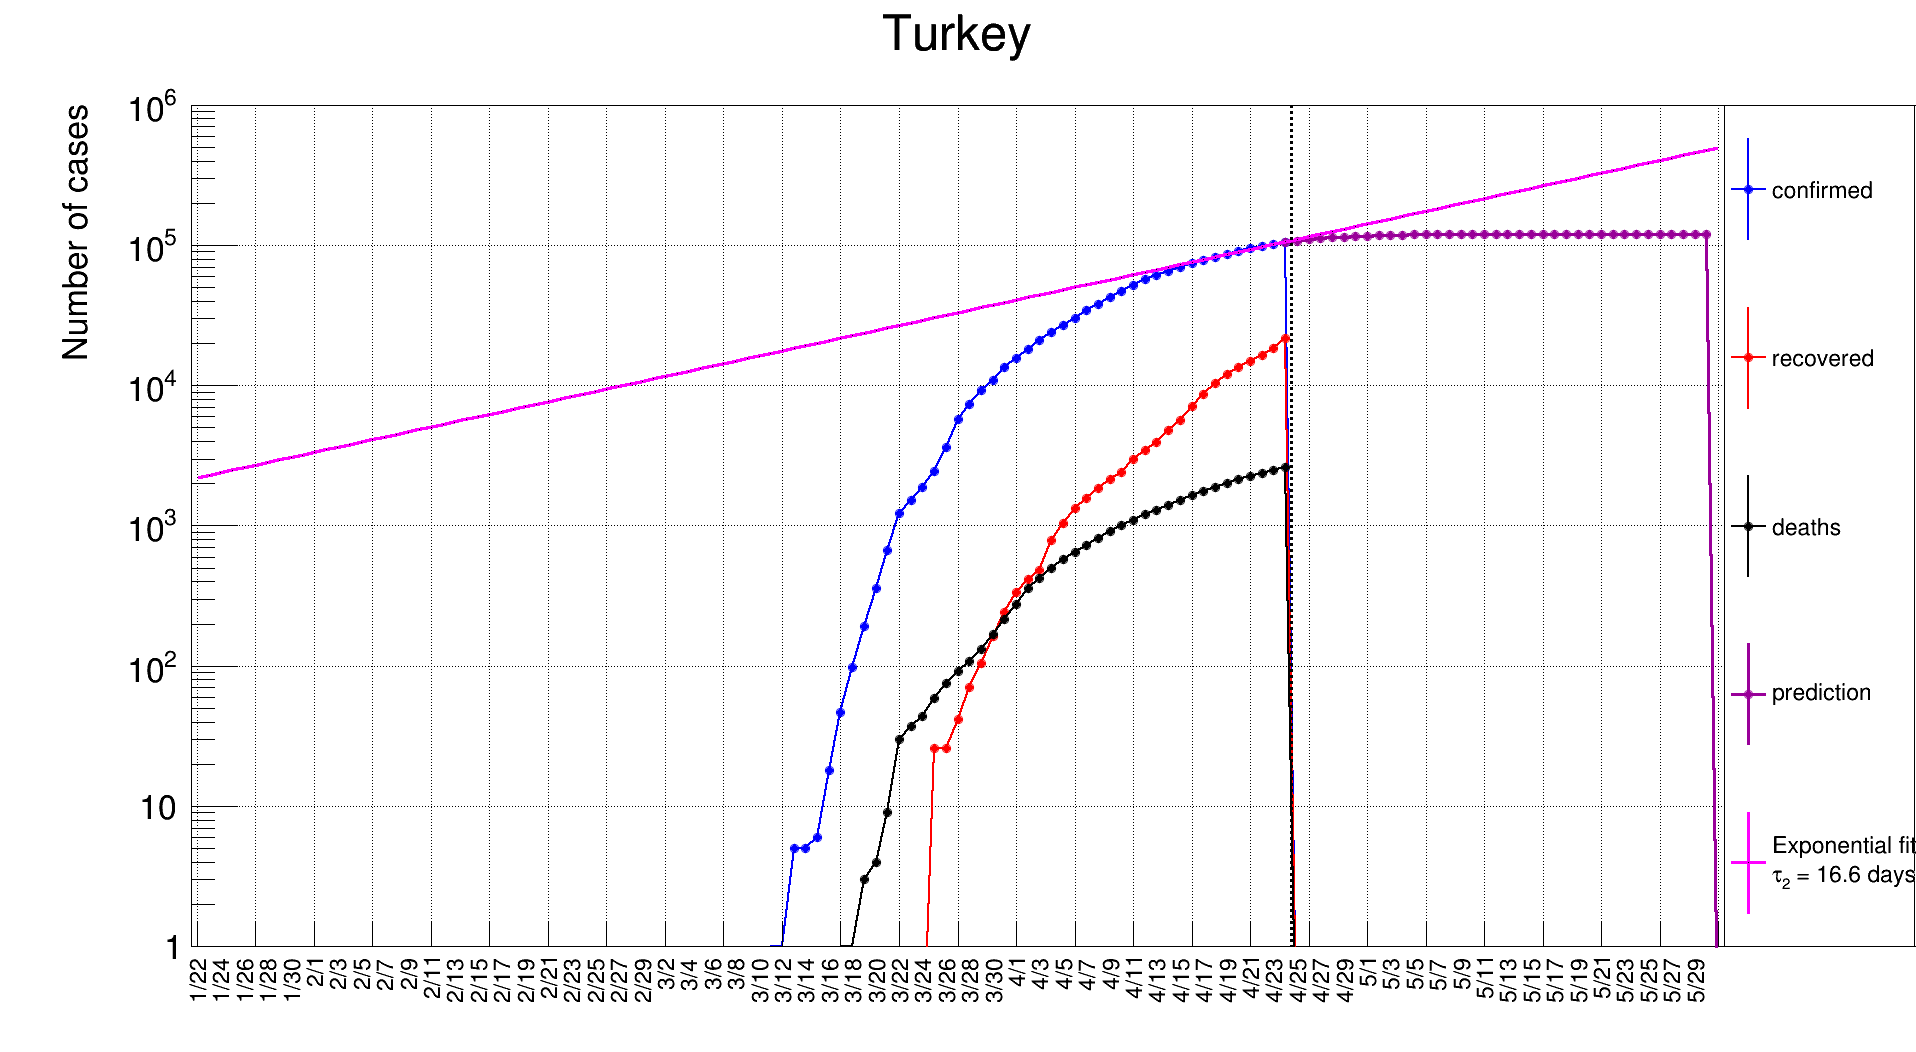 Turkey
Number of cases
10^6
10^5
10^4
10^3
10^2
10
1
1/22 1/24 1/26 1/28 1/30 2/1 2/3 2/5 2/7 2/9 2/11 2/13 2/15 2/17 2/19 2/21 2/23 2/25 2/27 2/29 3/2 3/4 3/6 3/8 3/10 3/12 3/14 3/16 3/18 3/20 3/22 3/24 3/26 3/28 3/30 4/1 4/3 4/5 4/7 4/9 4/11 4/13 4/15 4/17 4/19 4/21 4/23 4/25 4/27 4/29 5/1 5/3 5/5 5/7 5/9 5/11 5/13 5/15 5/17 5/19 5/21 5/23 5/25 5/27 5/29
confirmed
recovered
deaths
prediction
Exponential fit
τ₂ = 16.6 days